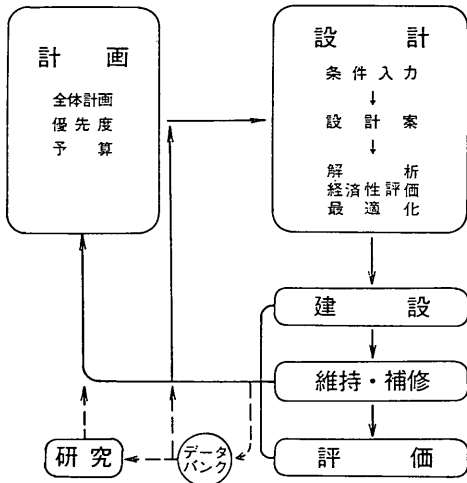 計画
全体計画
優先度
予算
設計
条件入力
↓
設計案
↓
解析
経済性評価
最適化
建設
維持・補修
評価
研究
データ
バンク